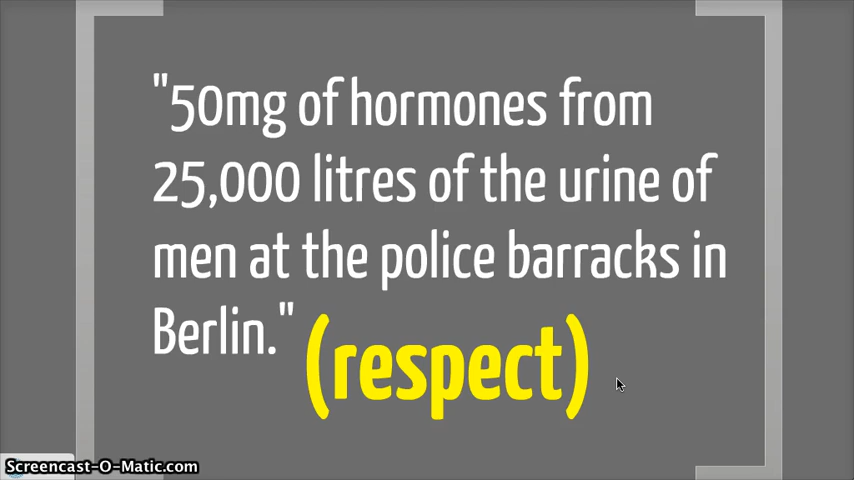 "50mg of hormones from
25,000 litres of the urine of
men at the police barracks in
Berlin."
(respect)
Screencast-O-Matic.com